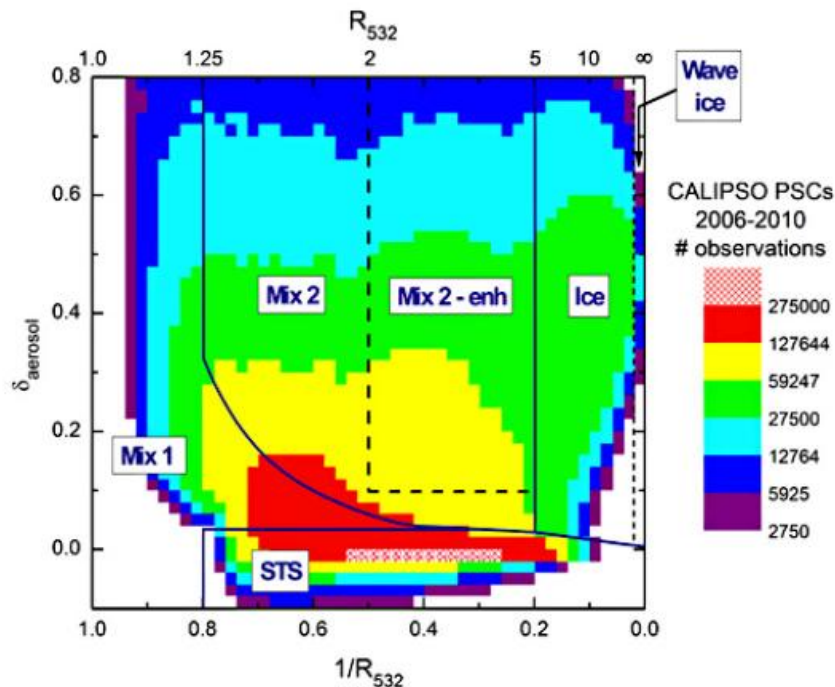 R532
1.0 1.25 2 5 10 ∞
Wave
ice
0.8
0.6
0.4
0.2
0.0
δaerosol
Mix 2
Mix 2 - enh
Ice
Mix 1
STS
CALIPSO PSCs
2006-2010
# observations
275000
127644
59247
27500
12764
5925
2750
1.0 0.8 0.6 0.4 0.2 0.0
1/R532